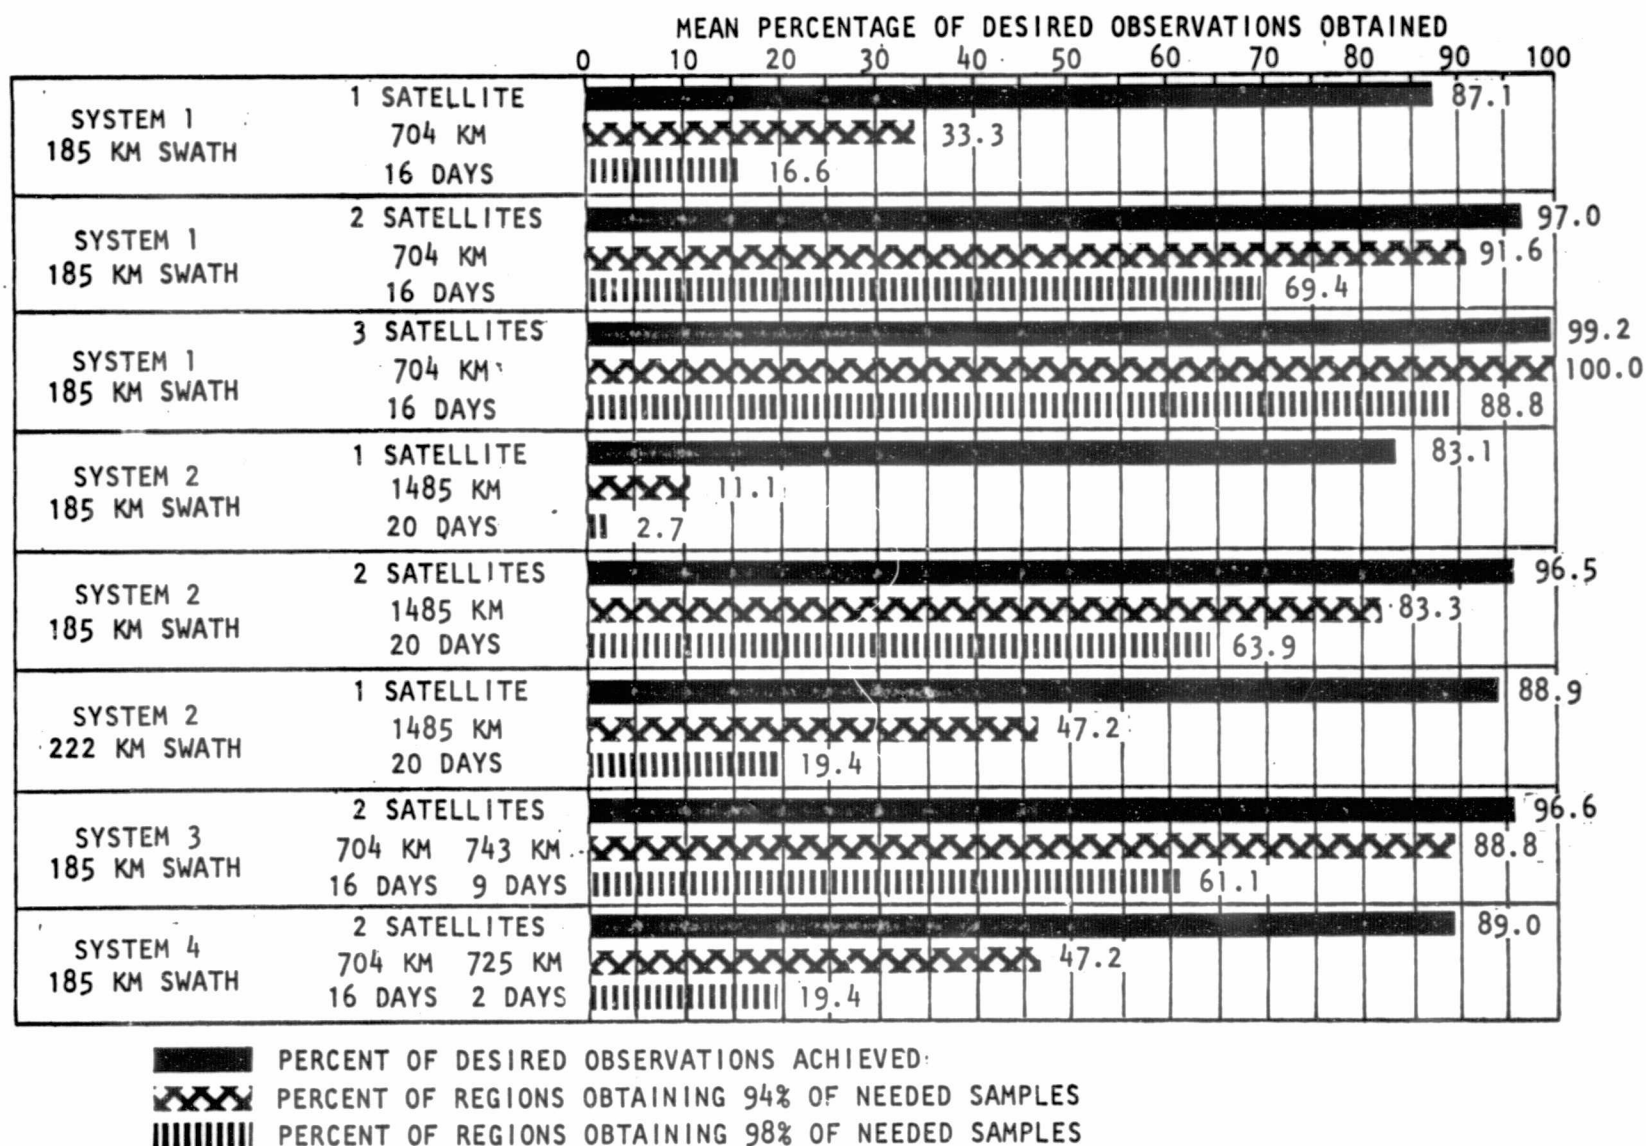 MEAN PERCENTAGE OF DESIRED OBSERVATIONS OBTAINED
0 10 20 30 40 50 60 70 80 90 100
SYSTEM 1
185 KM SWATH
1 SATELLITE
704 KM
16 DAYS
87.1
33.3
16.6
SYSTEM 1
185 KM SWATH
2 SATELLITES
704 KM
16 DAYS
97.0
91.6
69.4
SYSTEM 1
185 KM SWATH
3 SATELLITES
704 KM
16 DAYS
99.2
100.0
88.8
SYSTEM 2
185 KM SWATH
1 SATELLITE
1485 KM
20 DAYS
83.1
11.1
2.7
SYSTEM 2
185 KM SWATH
2 SATELLITES
1485 KM
20 DAYS
96.5
83.3
63.9
SYSTEM 2
222 KM SWATH
1 SATELLITE
1485 KM
20 DAYS
88.9
47.2
19.4
SYSTEM 3
185 KM SWATH
2 SATELLITES
704 KM 743 KM
16 DAYS 9 DAYS
96.6
88.8
61.1
SYSTEM 4
185 KM SWATH
2 SATELLITES
704 KM 725 KM
16 DAYS 2 DAYS
89.0
47.2
19.4
PERCENT OF DESIRED OBSERVATIONS ACHIEVED
PERCENT OF REGIONS OBTAINING 94% OF NEEDED SAMPLES
PERCENT OF REGIONS OBTAINING 98% OF NEEDED SAMPLES